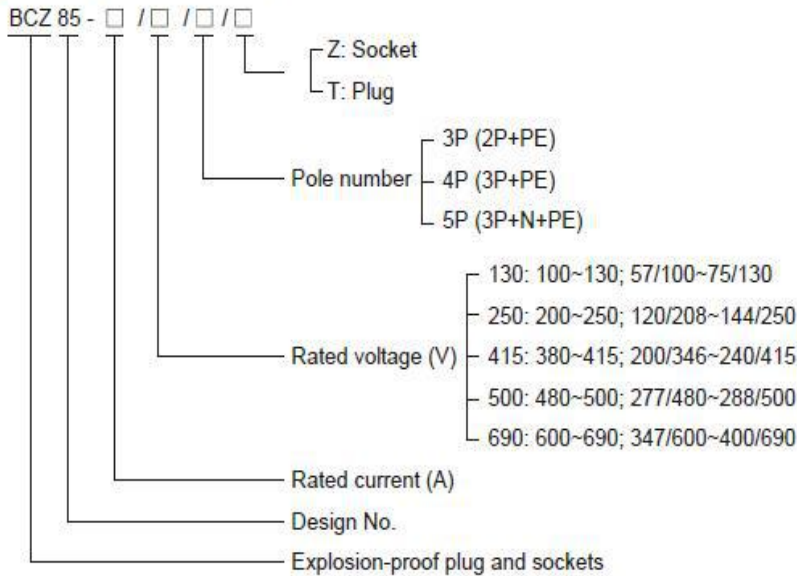 BCZ 85 - □ / □ / □ / □
Z: Socket
T: Plug
3P (2P+PE)
Pole number
4P (3P+PE)
5P (3P+N+PE)
130: 100~130; 57/100~75/130
250: 200~250; 120/208~144/250
Rated voltage (V)
415: 380~415; 200/346~240/415
500: 480~500; 277/480~288/500
690: 600~690; 347/600~400/690
Rated current (A)
Design No.
Explosion-proof plug and sockets